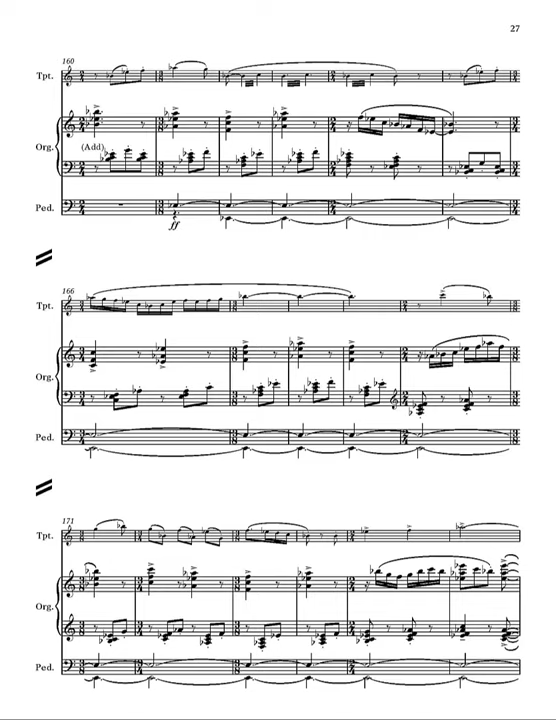 27
160
Tpt.
Org.
(Add)
Ped.
ff
166
Tpt.
Org.
Ped.
171
Tpt.
Org.
Ped.